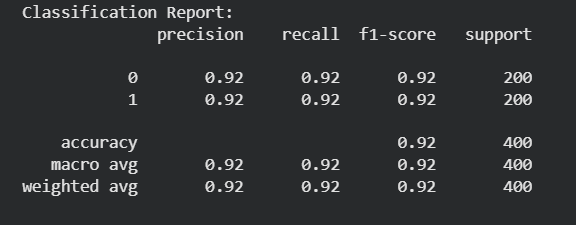 Classification Report:
precision recall f1-score support
0 0.92 0.92 0.92 200
1 0.92 0.92 0.92 200
accuracy 0.92 400
macro avg 0.92 0.92 0.92 400
weighted avg 0.92 0.92 0.92 400